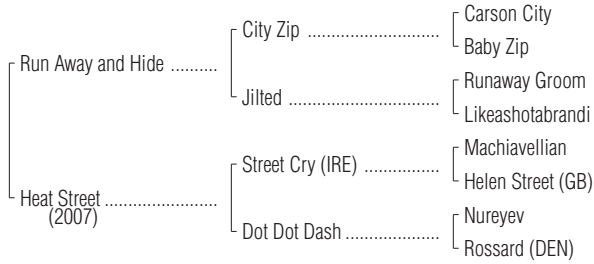 Carson City
City Zip ..................
Baby Zip
Run Away and Hide ..........
Runaway Groom
Jilted ..............................
Likeashotabrandi
Machiavellian
Street Cry (IRE) ..................
Helen Street (GB)
Heat Street .......................
(2007)
Nureyev
Dot Dot Dash ...................
Rossard (DEN)